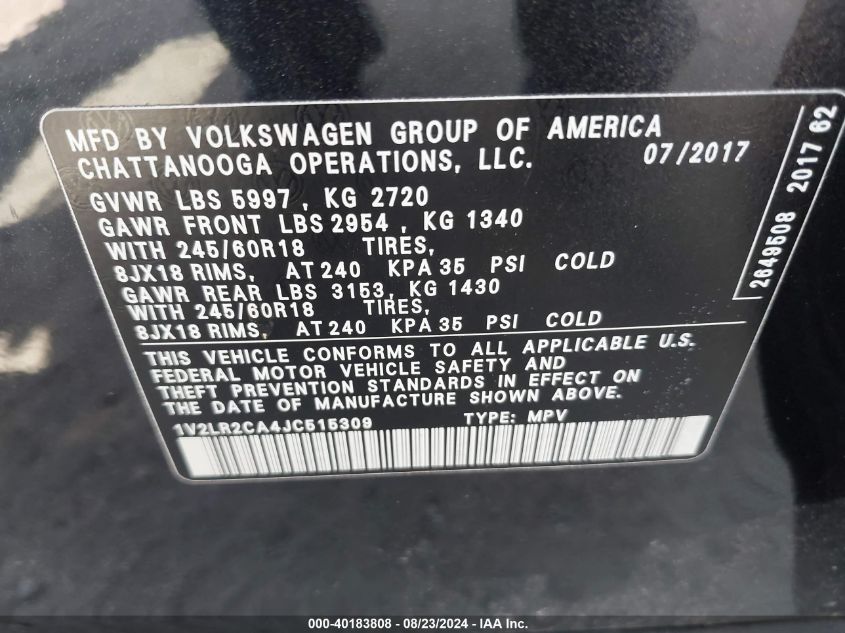 MFD BY VOLKSWAGEN GROUP OF AMERICA
CHATTANOOGA OPERATIONS, LLC. 07/2017
GVWR LBS 5997 , KG 2720
GAWR FRONT LBS 2954 , KG 1340
WITH 245/60R18 TIRES,
8JX18 RIMS, AT 240 KPA 35 PSI COLD
GAWR REAR LBS 3153, KG 1430
WITH 245/60R18 TIRES,
8JX18 RIMS, AT 240 KPA 35 PSI COLD
THIS VEHICLE CONFORMS TO ALL APPLICABLE U.S.
FEDERAL MOTOR VEHICLE SAFETY AND
THEFT PREVENTION STANDARDS IN EFFECT ON
THE DATE OF MANUFACTURE SHOWN ABOVE.
1V2LR2CA4JC515309 TYPE: MPV
2649508 2017 62
000-40183808 - 08/23/2024 - IAAI.com